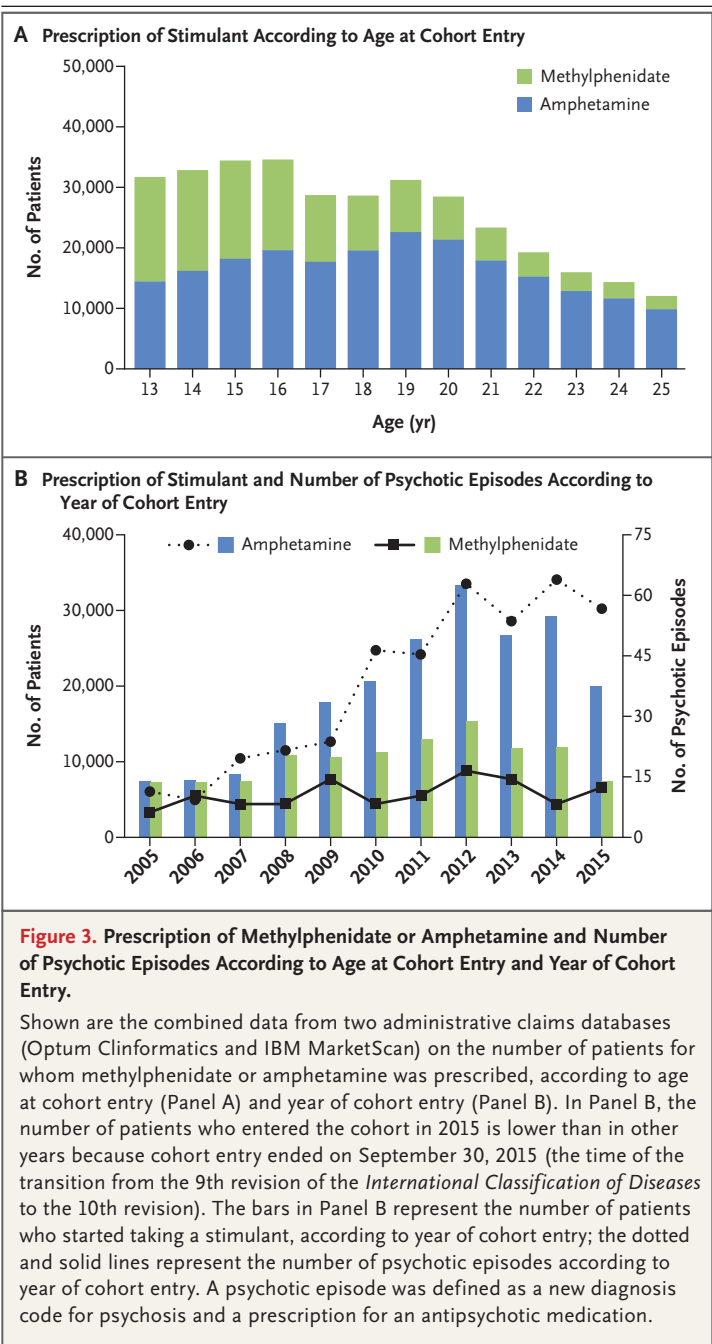 A Prescription of Stimulant According to Age at Cohort Entry
50,000
40,000
30,000
20,000
10,000
0
No. of Patients
Methylphenidate
Amphetamine
13 14 15 16 17 18 19 20 21 22 23 24 25
Age (yr)
B Prescription of Stimulant and Number of Psychotic Episodes According to
Year of Cohort Entry
40,000
30,000
20,000
10,000
0
No. of Patients
Amphetamine Methylphenidate
75
60
45
30
15
0
No. of Psychotic Episodes
2005 2006 2007 2008 2009 2010 2011 2012 2013 2014 2015
Figure 3. Prescription of Methylphenidate or Amphetamine and Number
of Psychotic Episodes According to Age at Cohort Entry and Year of Cohort
Entry.
Shown are the combined data from two administrative claims databases
(Optum Clinformatics and IBM MarketScan) on the number of patients for
whom methylphenidate or amphetamine was prescribed, according to age
at cohort entry (Panel A) and year of cohort entry (Panel B). In Panel B, the
number of patients who entered the cohort in 2015 is lower than in other
years because cohort entry ended on September 30, 2015 (the time of the
transition from the 9th revision of the International Classification of Diseases
to the 10th revision). The bars in Panel B represent the number of patients
who started taking a stimulant, according to year of cohort entry; the dotted
and solid lines represent the number of psychotic episodes according to
year of cohort entry. A psychotic episode was defined as a new diagnosis
code for psychosis and a prescription for an antipsychotic medication.